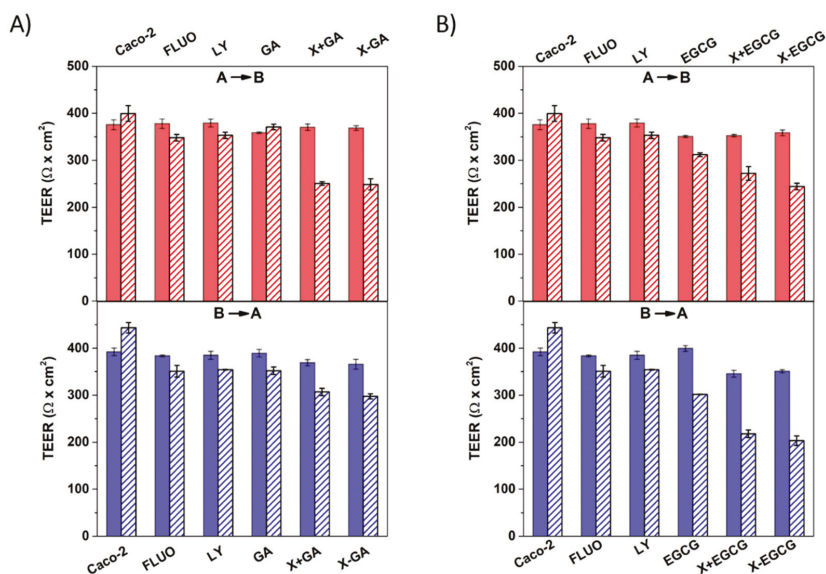 A)
Caco-2 FLUO LY GA X+GA X-GA
A → B
500
400
300
200
100
0
TEER (Ω x cm²)
B → A
400
300
200
100
0
TEER (Ω x cm²)
Caco-2 FLUO LY GA X+GA X-GA
B)
Caco-2 FLUO LY EGCG X+EGCG X-EGCG
A → B
500
400
300
200
100
0
TEER (Ω x cm²)
B → A
400
300
200
100
0
TEER (Ω x cm²)
Caco-2 FLUO LY EGCG X+EGCG X-EGCG